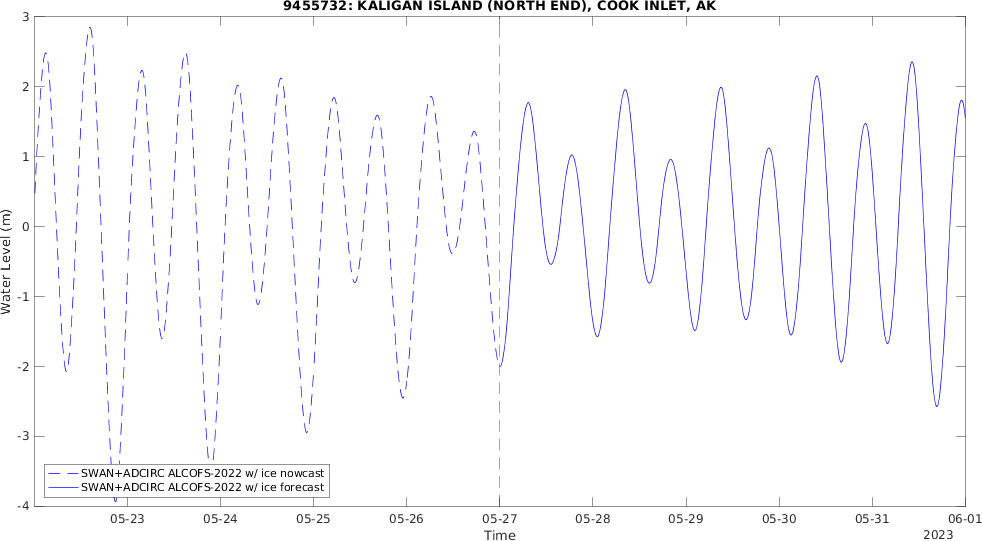 9455732: KALIGAN ISLAND (NORTH END), COOK INLET, AK
3
2
1
0
-1
-2
-3
-4
Water Level (m)
SWAN+ADCIRC ALCOFS-2022 w/ ice nowcast
SWAN+ADCIRC ALCOFS-2022 w/ ice forecast
05-23 05-24 05-25 05-26 05-27 05-28 05-29 05-30 05-31 06-01
Time
2023